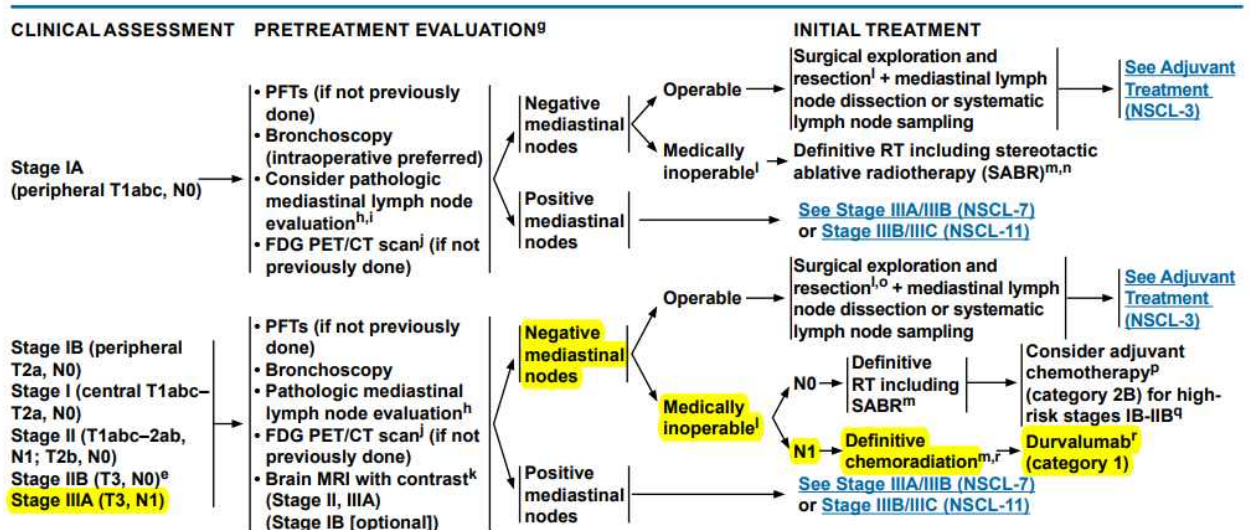 CLINICAL ASSESSMENT PRETREATMENT EVALUATIONg INITIAL TREATMENT
Stage IA
(peripheral T1abc, N0)
• PFTs (if not previously
done)
• Bronchoscopy
(intraoperative preferred)
• Consider pathologic
mediastinal lymph node
evaluationh,i
• FDG PET/CT scanj (if not
previously done)
Negative
mediastinal
nodes
Operable
Surgical exploration and
resectionl + mediastinal lymph
node dissection or systematic
lymph node sampling
See Adjuvant
Treatment
(NSCL-3)
Medically
inoperablel
Definitive RT including stereotactic
ablative radiotherapy (SABR)m,n
Positive
mediastinal
nodes
See Stage IIIA/IIIB (NSCL-7)
or Stage IIIB/IIIC (NSCL-11)
Stage IB (peripheral
T2a, N0)
Stage I (central T1abc–
T2a, N0)
Stage II (T1abc–2ab,
N1; T2b, N0)
Stage IIB (T3, N0)e
Stage IIIA (T3, N1)
• PFTs (if not previously
done)
• Bronchoscopy
• Pathologic mediastinal
lymph node evaluationh
• FDG PET/CT scanj (if not
previously done)
• Brain MRI with contrastk
(Stage II, IIIA)
(Stage IB [optional])
Negative
mediastinal
nodes
Operable
Surgical exploration and
resectionl,o + mediastinal lymph
node dissection or systematic
lymph node sampling
See Adjuvant
Treatment
(NSCL-3)
Medically
inoperablel
N0
Definitive
RT including
SABRm
Consider adjuvant
chemotherapyp
(category 2B) for high-
risk stages IB-IIBq
N1
Definitive
chemoradiationm,r
Durvalumabr
(category 1)
Positive
mediastinal
nodes
See Stage IIIA/IIIB (NSCL-7)
or Stage IIIB/IIIC (NSCL-11)